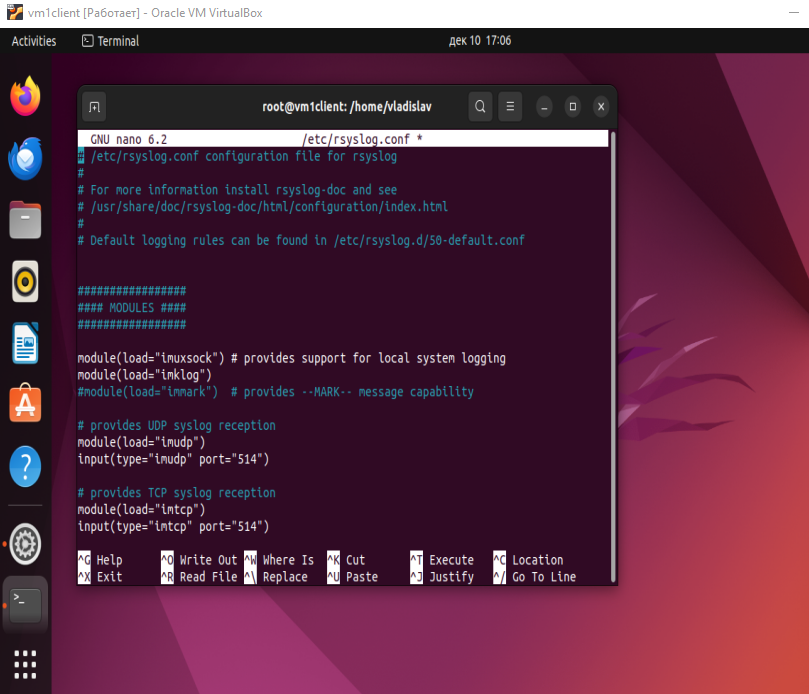 vm1client [Работает] - Oracle VM VirtualBox
Activities Terminal дек 10 17:06
root@vm1client: /home/vladislav
GNU nano 6.2 /etc/rsyslog.conf *
# /etc/rsyslog.conf configuration file for rsyslog
#
# For more information install rsyslog-doc and see
# /usr/share/doc/rsyslog-doc/html/configuration/index.html
#
# Default logging rules can be found in /etc/rsyslog.d/50-default.conf
#################
#### MODULES ####
#################
module(load="imuxsock") # provides support for local system logging
module(load="imklog")
#module(load="immark")  # provides --MARK-- message capability
# provides UDP syslog reception
module(load="imudp")
input(type="imudp" port="514")
# provides TCP syslog reception
module(load="imtcp")
input(type="imtcp" port="514")
^G Help ^O Write Out ^W Where Is ^K Cut ^T Execute ^C Location
^X Exit ^R Read File ^\ Replace ^U Paste ^J Justify ^/ Go To Line